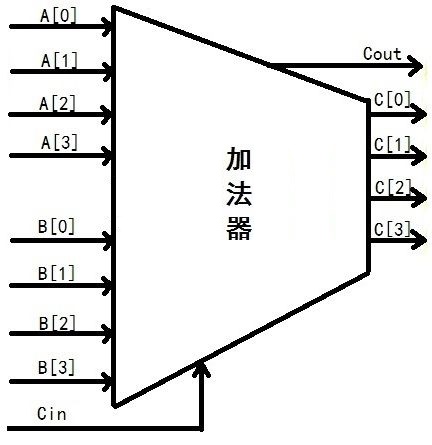 A[0]
A[1]
A[2]
A[3]
B[0]
B[1]
B[2]
B[3]
Cin
加
法
器
Cout
C[0]
C[1]
C[2]
C[3]